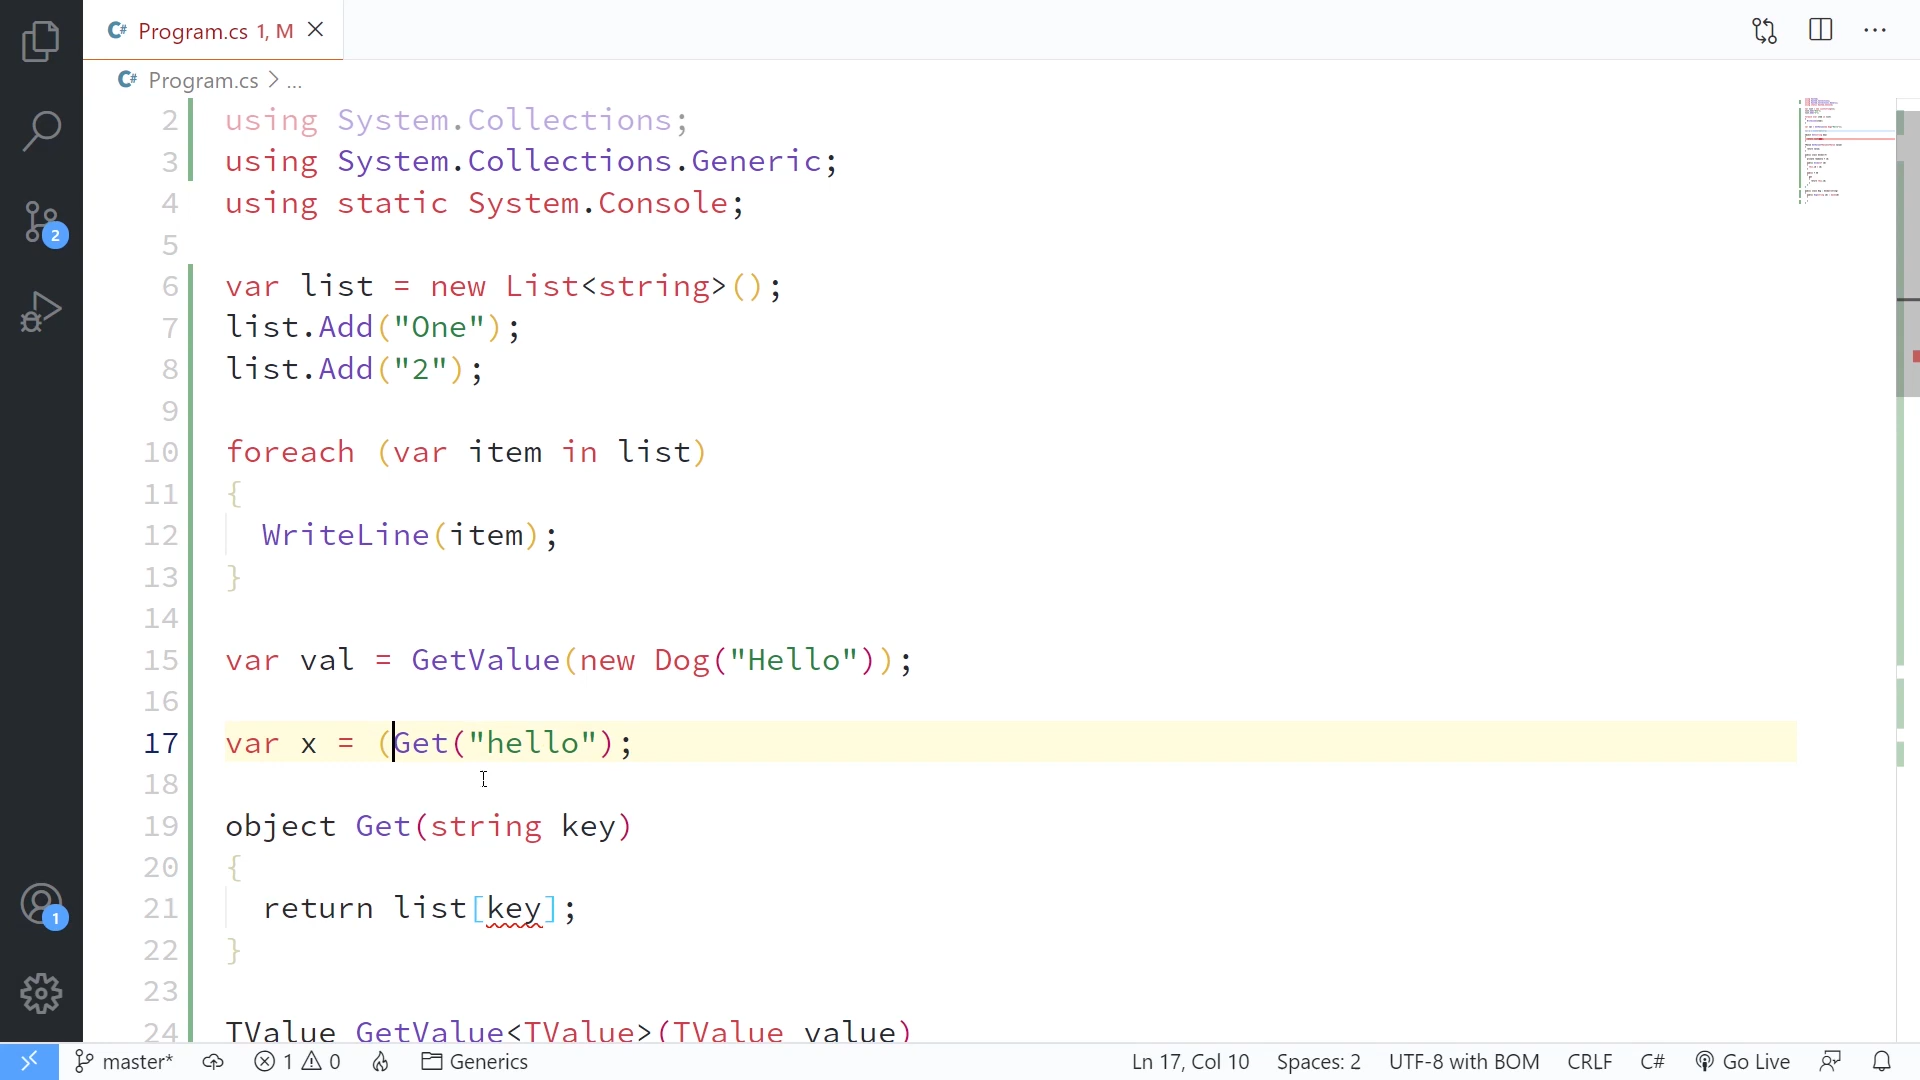 C# Program.cs 1, M
C# Program.cs > ...
2 using System.Collections;
3 using System.Collections.Generic;
4 using static System.Console;
5
6 var list = new List<string>();
7 list.Add("One");
8 list.Add("2");
9
10 foreach (var item in list)
11 {
12 WriteLine(item);
13 }
14
15 var val = GetValue(new Dog("Hello"));
16
17 var x = (Get("hello");
18
19 object Get(string key)
20 {
21 return list[key];
22 }
23
24 TValue GetValue<TValue>(TValue value)
2
1
master* 1 0 Generics Ln 17, Col 10 Spaces: 2 UTF-8 with BOM CRLF C# Go Live